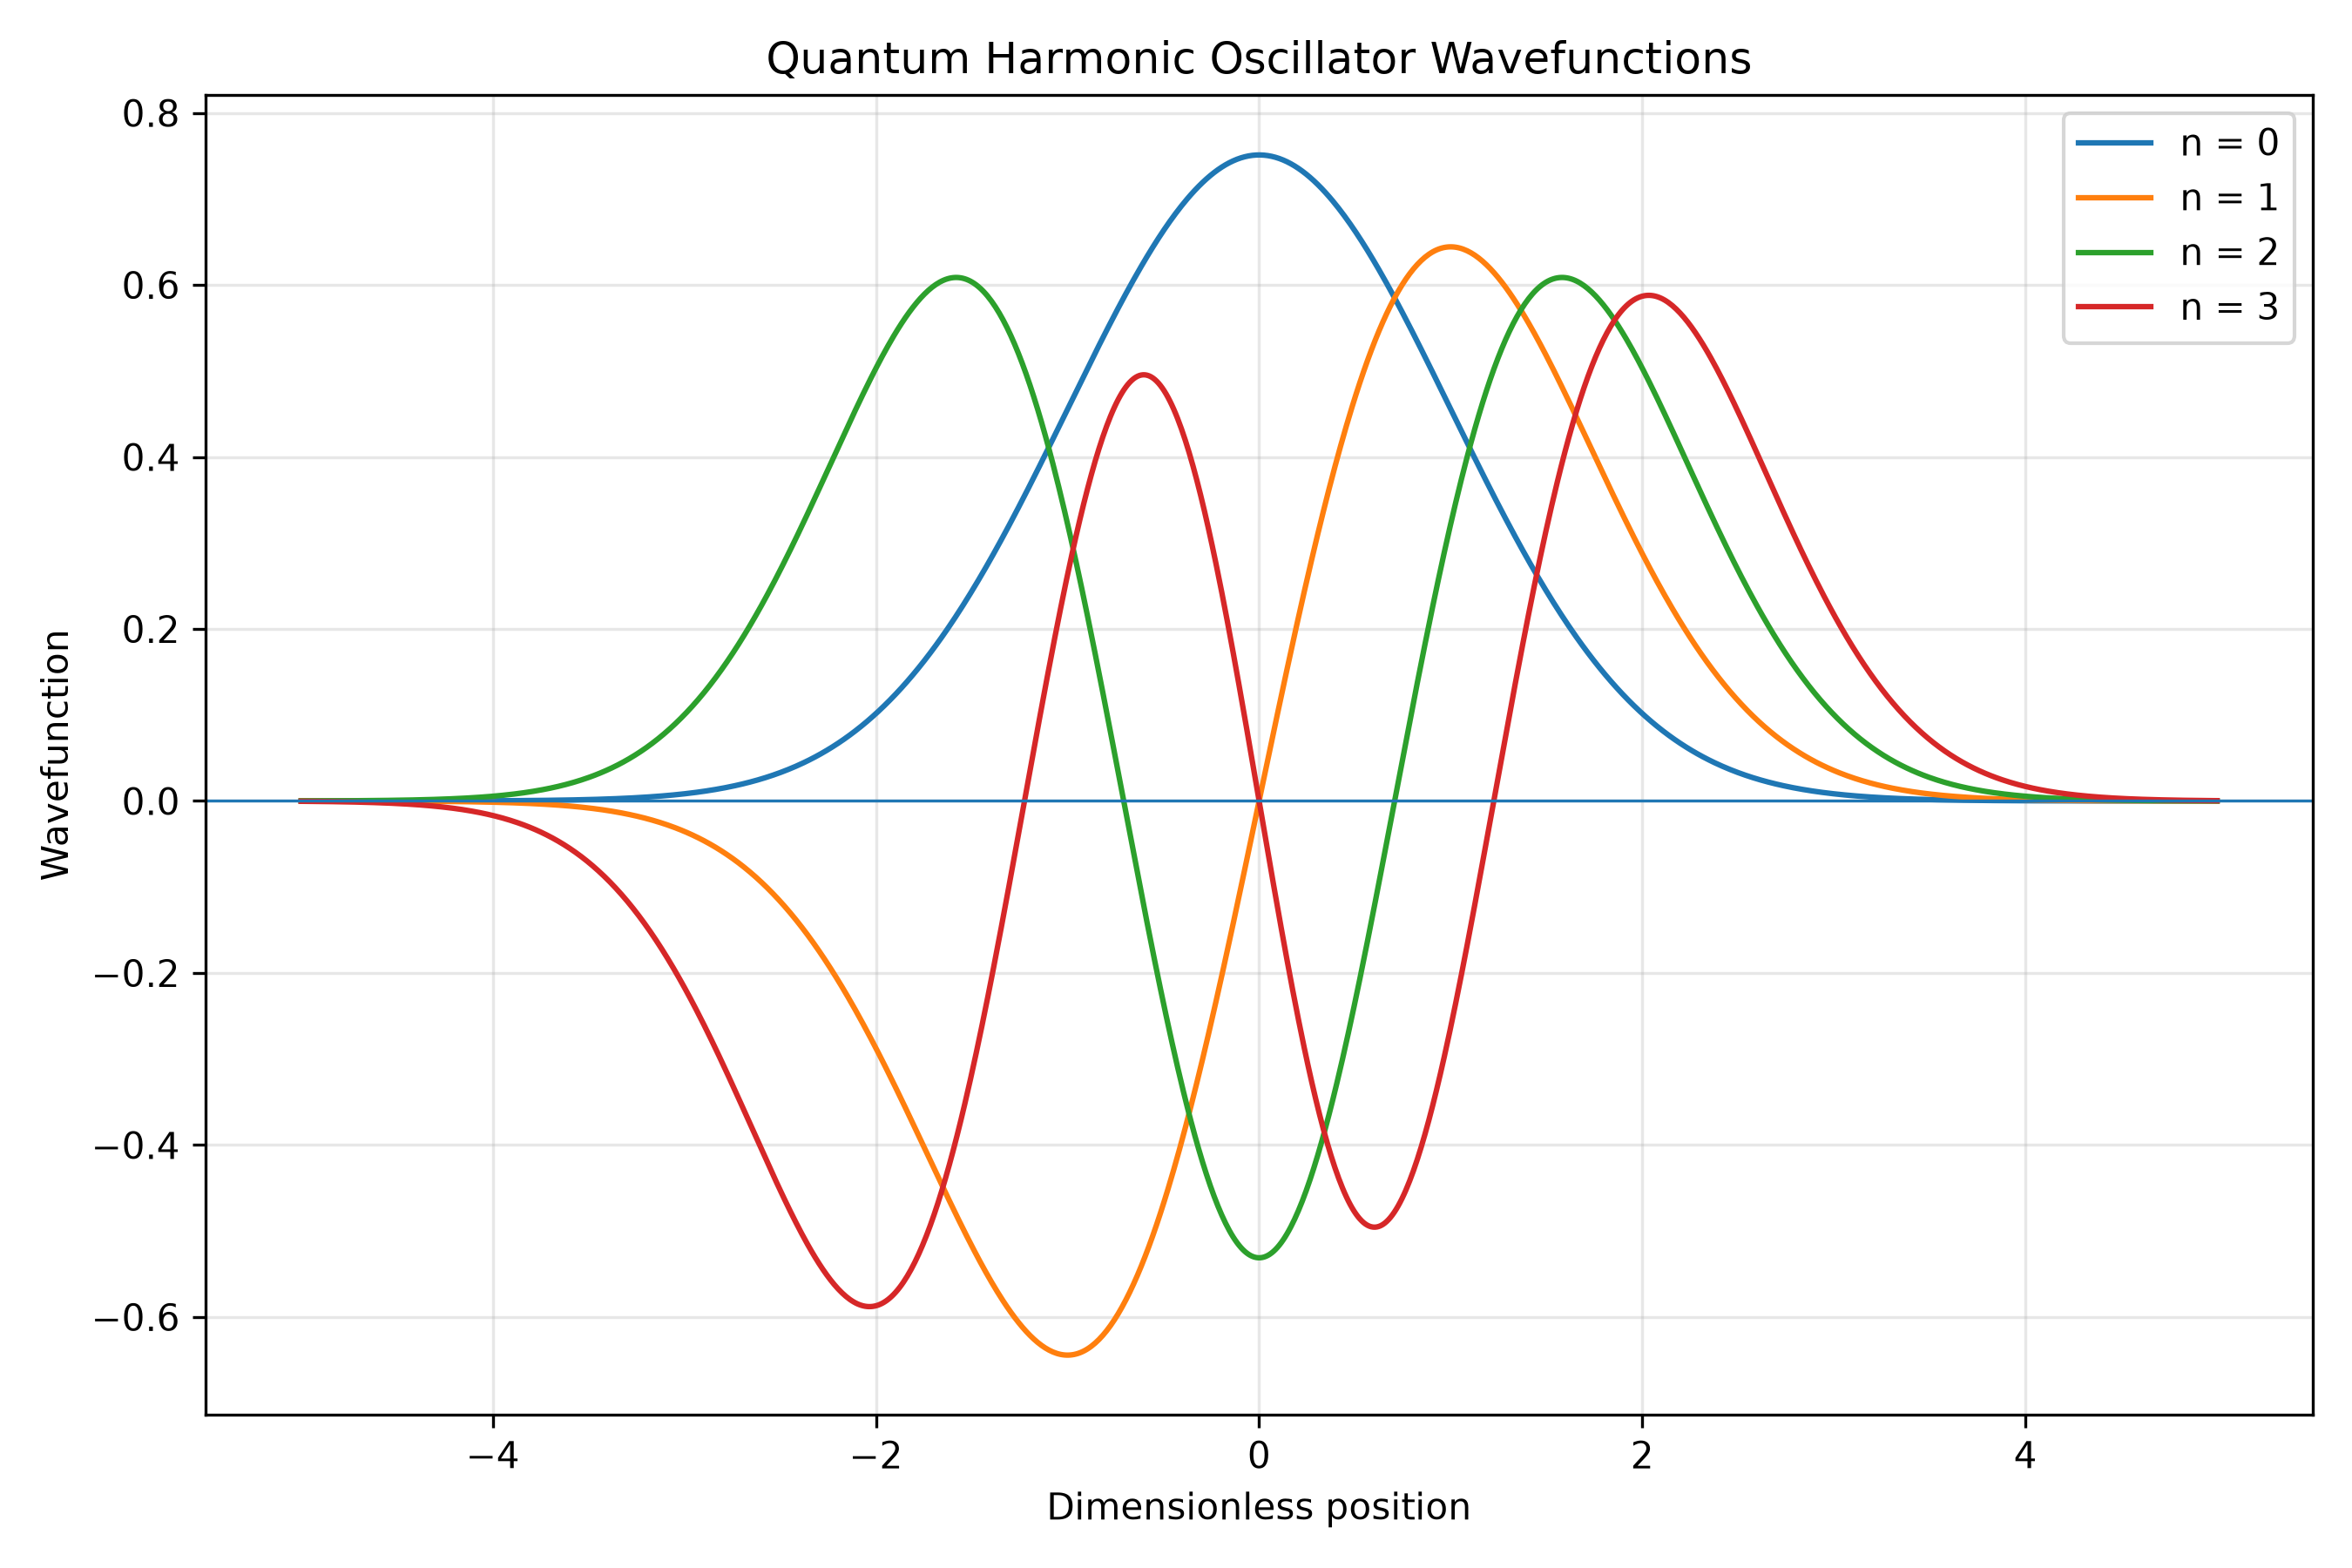 Quantum Harmonic Oscillator Wavefunctions
n = 0
n = 1
n = 2
n = 3
Wavefunction
0.8
0.6
0.4
0.2
0.0
−0.2
−0.4
−0.6
−4
−2
0
2
4
Dimensionless position